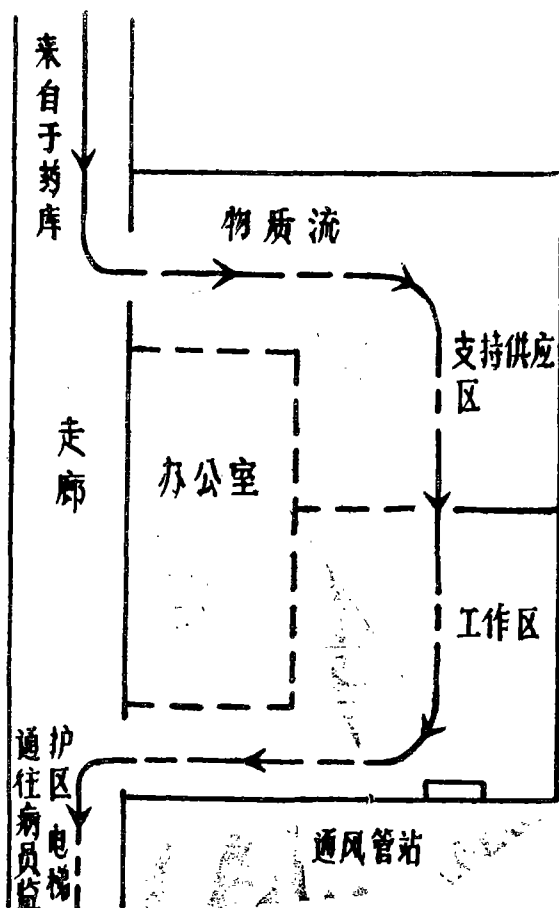 来自于药库
物质流
支持供应
区
走廊
办公室
工作区
通往病员监
护区 电梯
通风管站